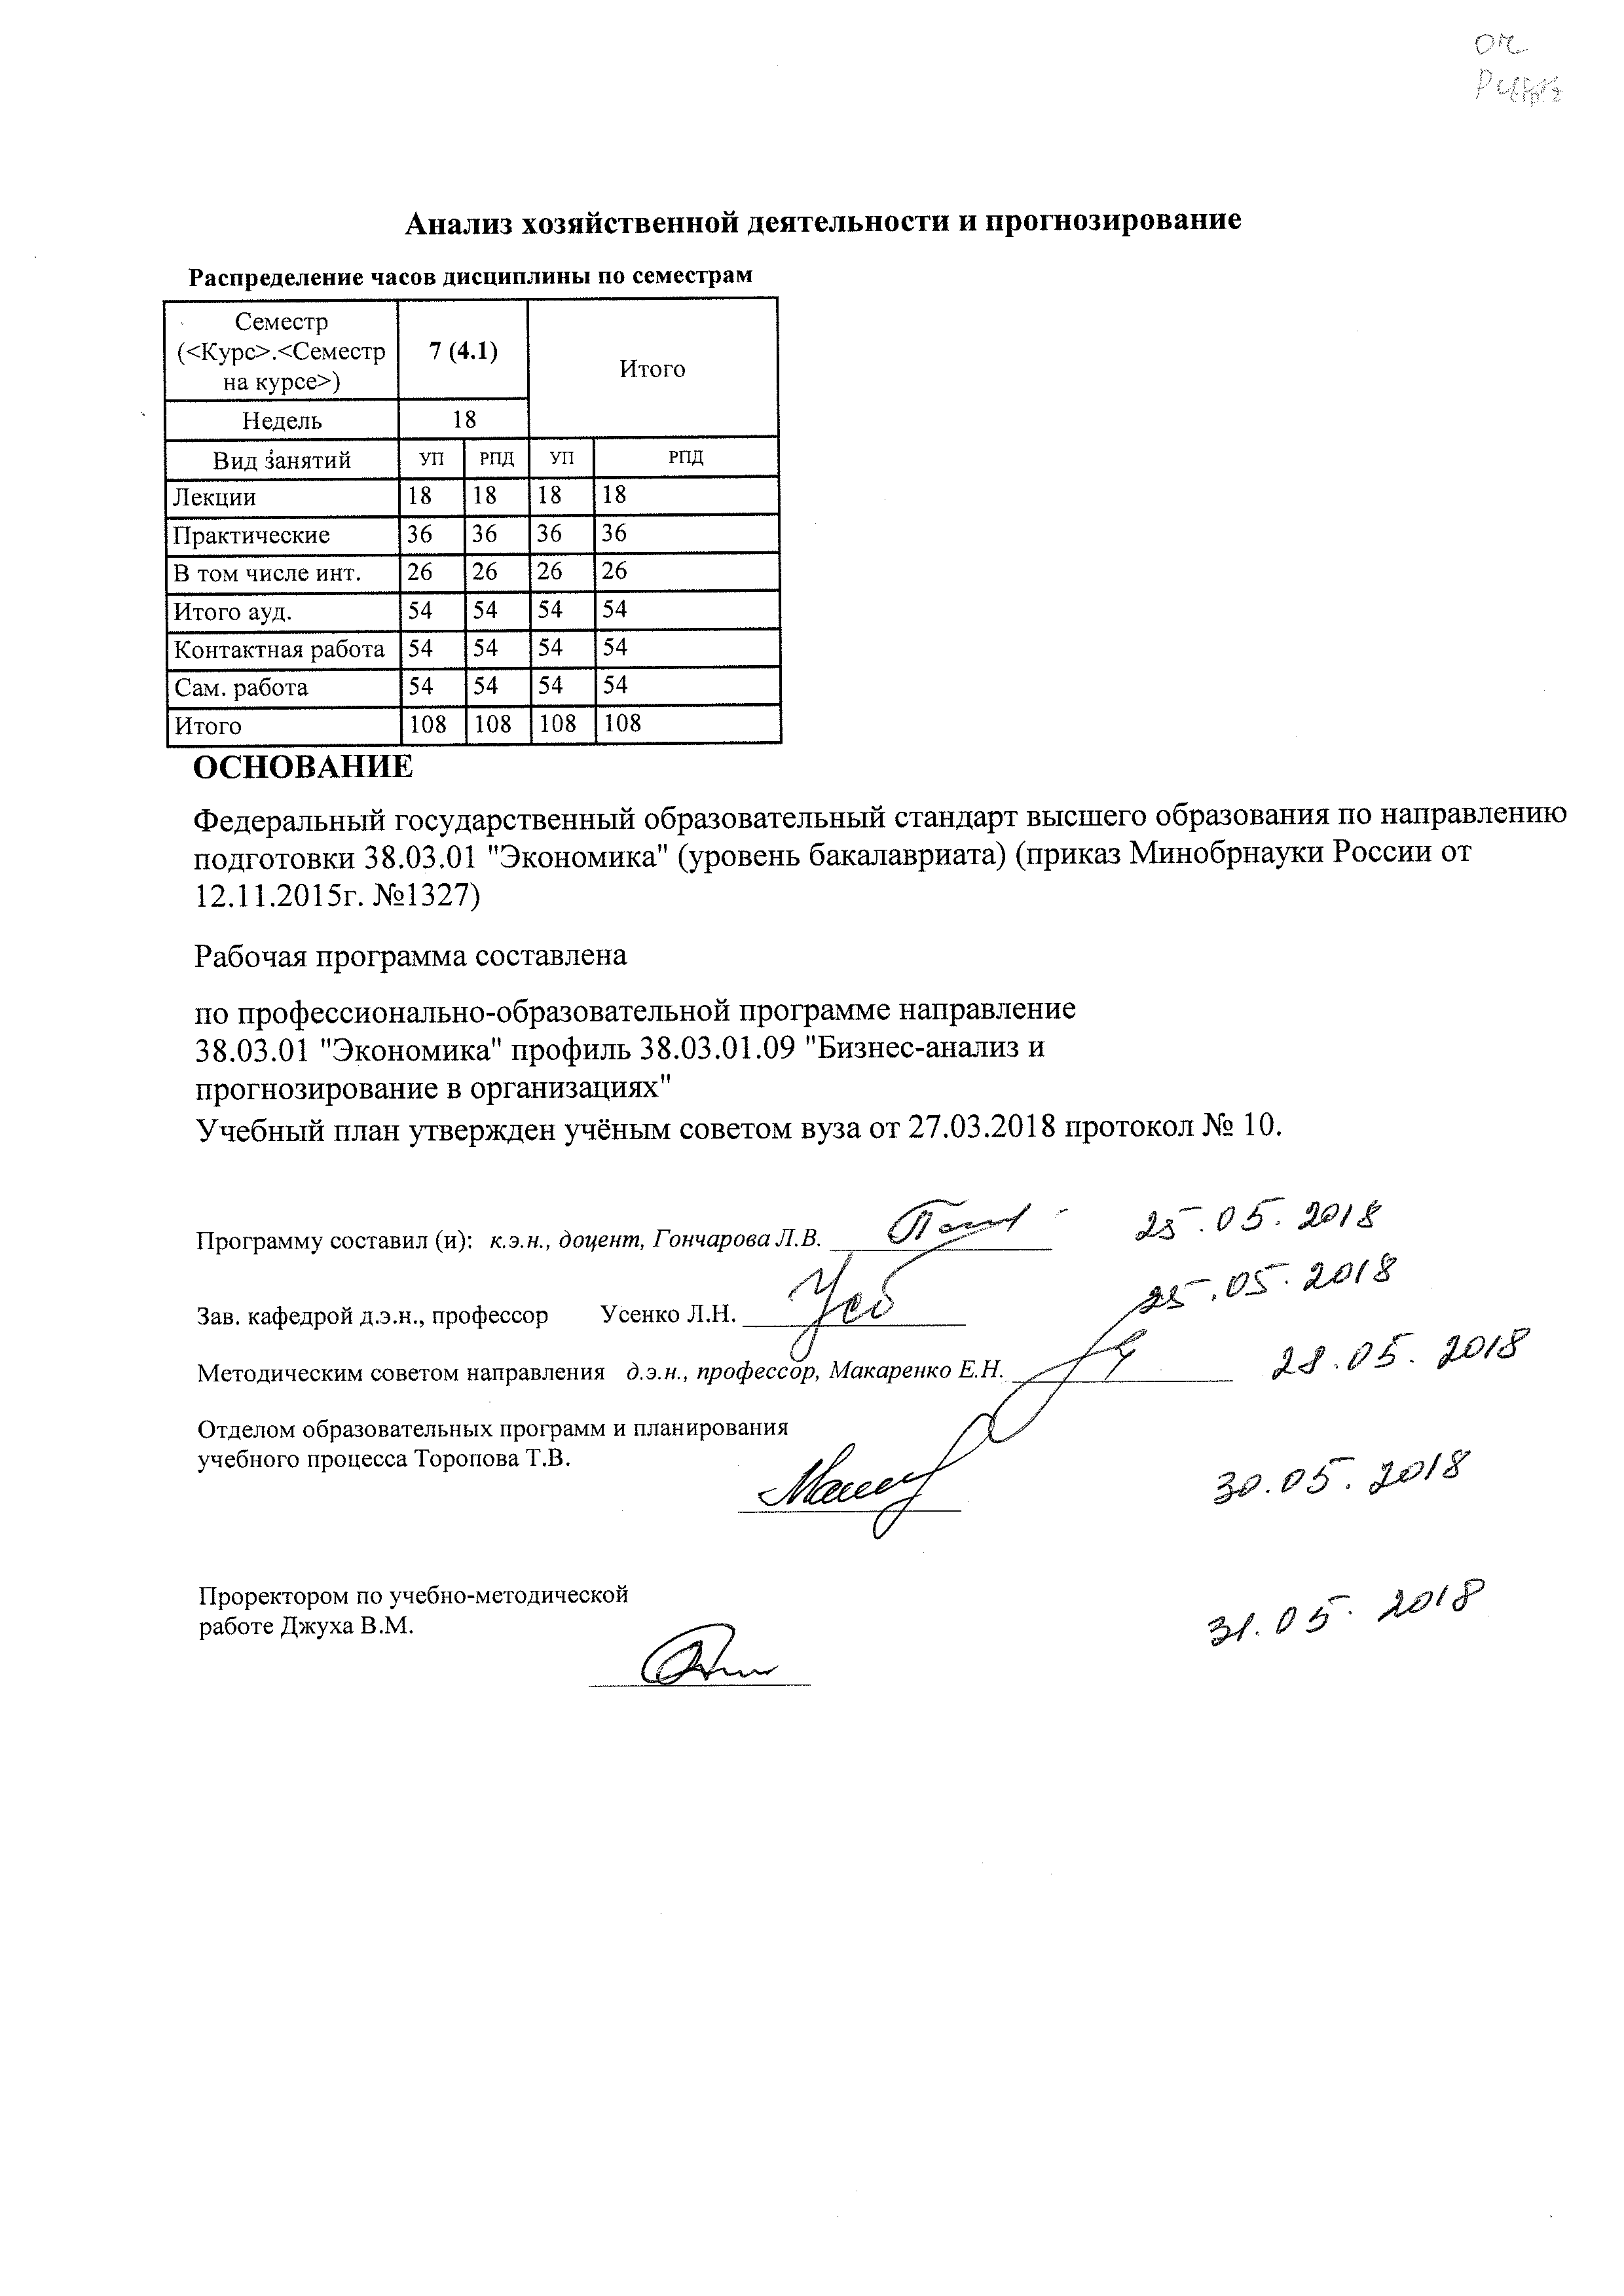 стр. 2
Анализ хозяйственной деятельности и прогнозирование
Распределение часов дисциплины по семестрам
Семестр (<Курс>.<Семестр на курсе>) 7 (4.1) Итого
Недель 18
Вид занятий УП РПД УП РПД
Лекции 18 18 18 18
Практические 36 36 36 36
В том числе инт. 26 26 26 26
Итого ауд. 54 54 54 54
Контактная работа 54 54 54 54
Сам. работа 54 54 54 54
Итого 108 108 108 108
ОСНОВАНИЕ
Федеральный государственный образовательный стандарт высшего образования по направлению
подготовки 38.03.01 "Экономика" (уровень бакалавриата) (приказ Минобрнауки России от
12.11.2015г. №1327)
Рабочая программа составлена
по профессионально-образовательной программе направление
38.03.01 "Экономика" профиль 38.03.01.09 "Бизнес-анализ и
прогнозирование в организациях"
Учебный план утвержден учёным советом вуза от 27.03.2018 протокол № 10.
Программу составил (и): к.э.н., доцент, Гончарова Л.В. 25.05.2018
Зав. кафедрой д.э.н., профессор Усенко Л.Н. 25.05.2018
Методическим советом направления д.э.н., профессор, Макаренко Е.Н. 28.05.2018
Отделом образовательных программ и планирования
учебного процесса Торопова Т.В.
30.05.2018
Проректором по учебно-методической
работе Джуха В.М.
31.05.2018